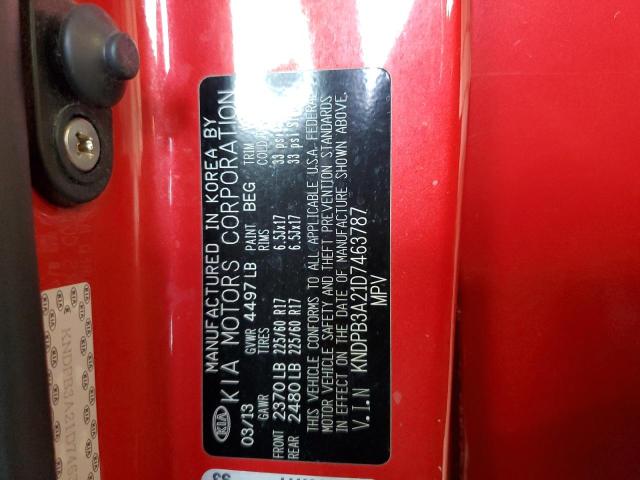 KIA
MANUFACTURED IN KOREA BY
KIA MOTORS CORPORATION
03/13 GVWR 4497 LB PAINT BEG TRIM
GAWR TIRES RIMS
FRONT 2370 LB 225/60 R17 6.5Jx17 33 psi
REAR 2480 LB 225/60 R17 6.5Jx17 33 psi
THIS VEHICLE CONFORMS TO ALL APPLICABLE U.S.A. FEDERAL
MOTOR VEHICLE SAFETY AND THEFT PREVENTION STANDARDS
IN EFFECT ON THE DATE OF MANUFACTURE SHOWN ABOVE.
V.I.N KNDPB3A21D7463787
MPV